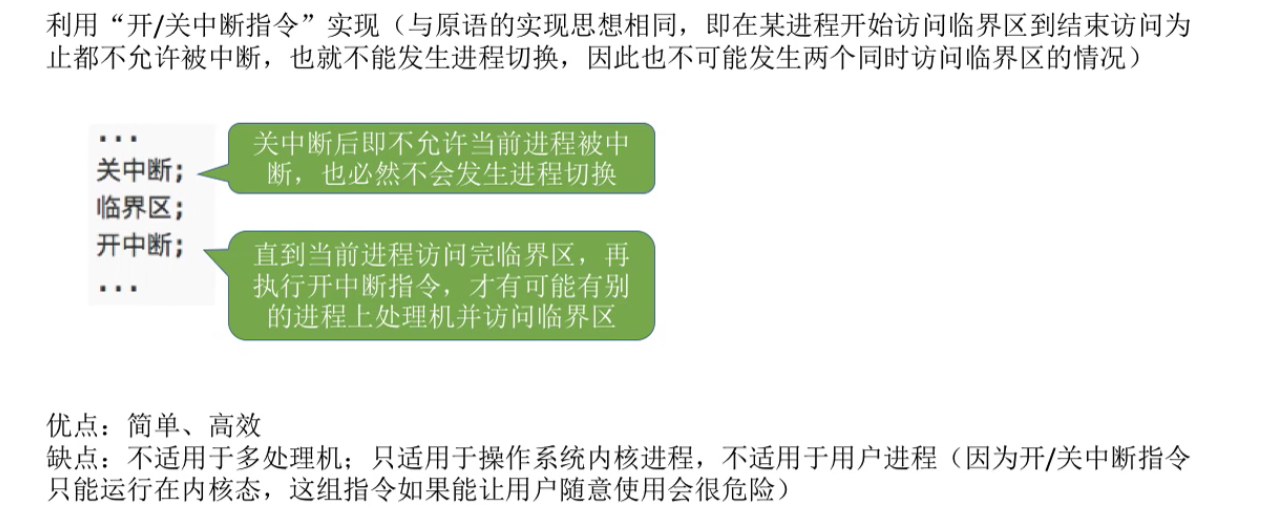 利用“开/关中断指令”实现（与原语的实现思想相同，即在某进程开始访问临界区到结束访问为
止都不允许被中断，也就不能发生进程切换，因此也不可能发生两个同时访问临界区的情况）
...
关中断;
临界区;
开中断;
...
关中断后即不允许当前进程被中
断，也必然不会发生进程切换
直到当前进程访问完临界区，再
执行开中断指令，才有可能有别
的进程上处理机并访问临界区
优点：简单、高效
缺点：不适用于多处理机；只适用于操作系统内核进程，不适用于用户进程（因为开/关中断指令
只能运行在内核态，这组指令如果能让用户随意使用会很危险）